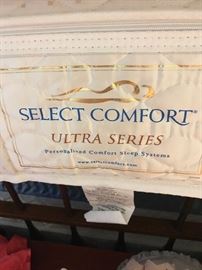 SELECT COMFORT
ULTRA SERIES
Personalized Comfort Sleep Systems
www.selectcomfort.com